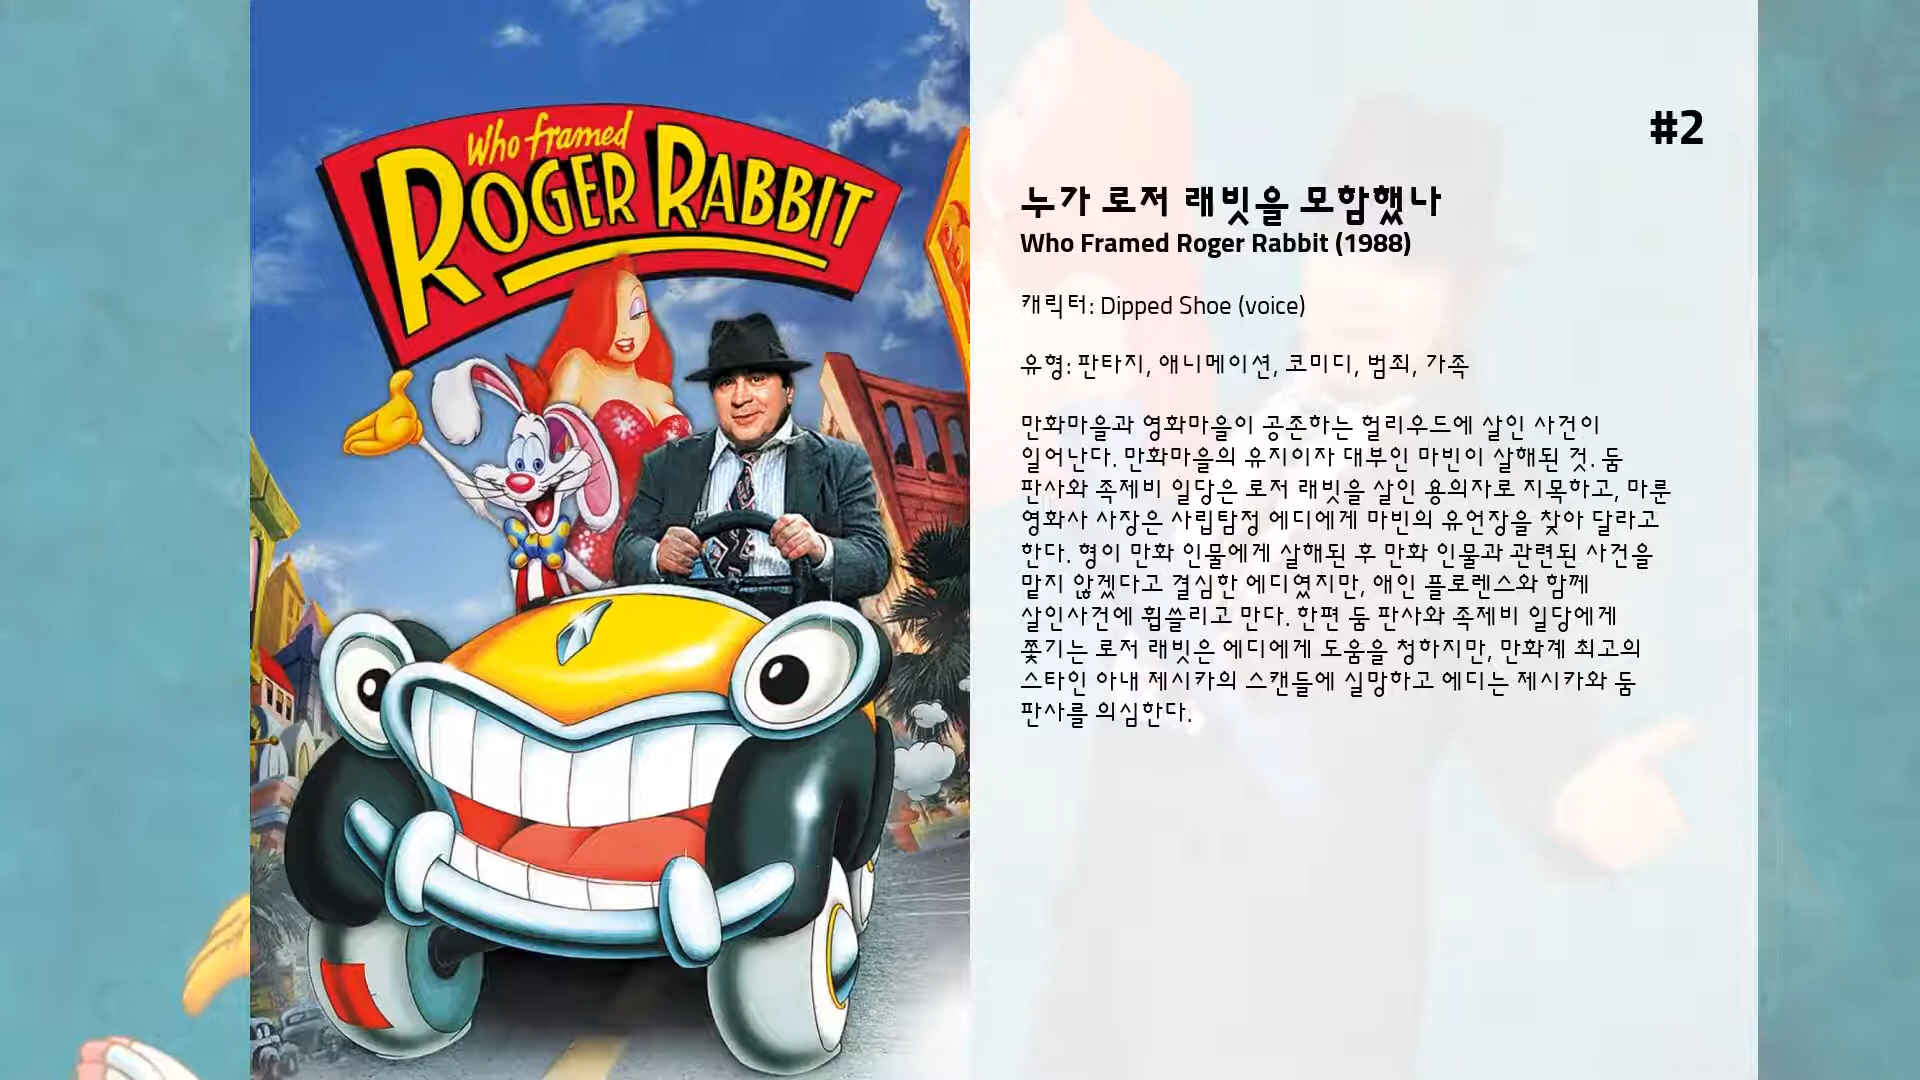 Who framed
ROGER RABBIT
#2
누가 로저 래빗을 모함했나
Who Framed Roger Rabbit (1988)
캐릭터: Dipped Shoe (voice)
유형: 판타지, 애니메이션, 코미디, 범죄, 가족
만화마을과 영화마을이 공존하는 헐리우드에 살인 사건이
일어난다. 만화마을의 유지이자 대부인 마빈이 살해된 것. 둠
판사와 족제비 일당은 로저 래빗을 살인 용의자로 지목하고, 마룬
영화사 사장은 사립탐정 에디에게 마빈의 유언장을 찾아 달라고
한다. 형이 만화 인물에게 살해된 후 만화 인물과 관련된 사건을
맡지 않겠다고 결심한 에디였지만, 애인 플로렌스와 함께
살인사건에 휩쓸리고 만다. 한편 둠 판사와 족제비 일당에게
쫓기는 로저 래빗은 에디에게 도움을 청하지만, 만화계 최고의
스타인 아내 제시카의 스캔들에 실망하고 에디는 제시카와 둠
판사를 의심한다.